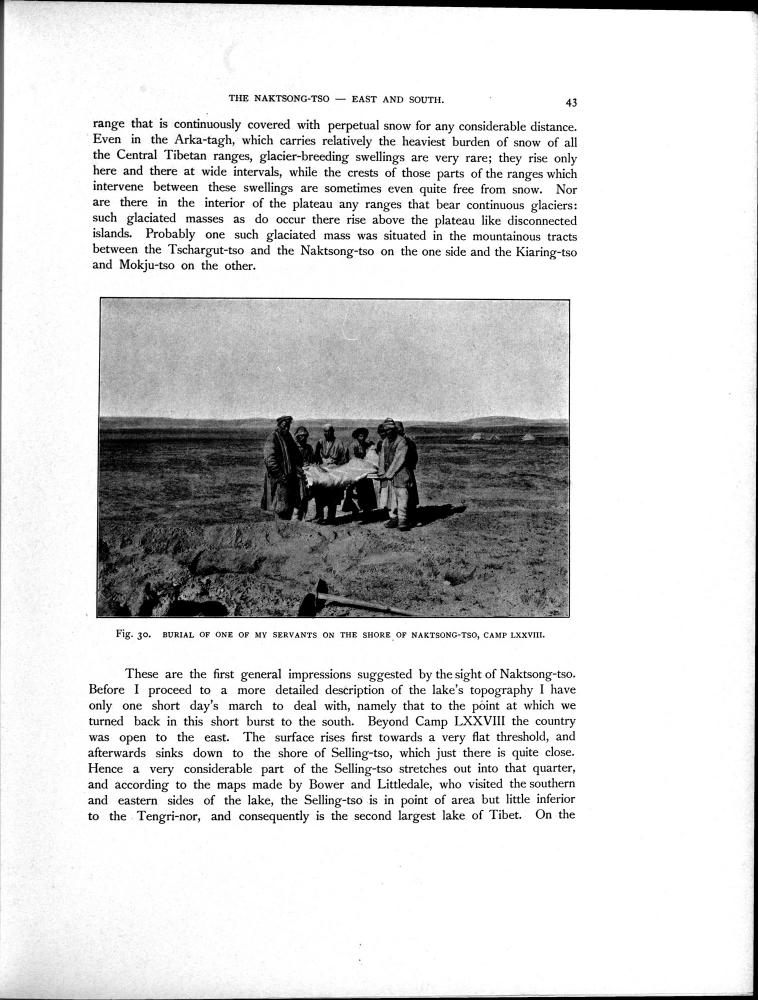 THE NAKTSONG-TSO — EAST AND SOUTH.
43
range that is continuously covered with perpetual snow for any considerable distance.
Even in the Arka-tagh, which carries relatively the heaviest burden of snow of all
the Central Tibetan ranges, glacier-breeding swellings are very rare; they rise only
here and there at wide intervals, while the crests of those parts of the ranges which
intervene between these swellings are sometimes even quite free from snow. Nor
are there in the interior of the plateau any ranges that bear continuous glaciers:
such glaciated masses as do occur there rise above the plateau like disconnected
islands. Probably one such glaciated mass was situated in the mountainous tracts
between the Tschargut-tso and the Naktsong-tso on the one side and the Kiaring-tso
and Mokju-tso on the other.
Fig. 30. BURIAL OF ONE OF MY SERVANTS ON THE SHORE OF NAKTSONG-TSO, CAMP LXXVIII.
These are the first general impressions suggested by the sight of Naktsong-tso.
Before I proceed to a more detailed description of the lake's topography I have
only one short day's march to deal with, namely that to the point at which we
turned back in this short burst to the south. Beyond Camp LXXVIII the country
was open to the east. The surface rises first towards a very flat threshold, and
afterwards sinks down to the shore of Selling-tso, which just there is quite close.
Hence a very considerable part of the Selling-tso stretches out into that quarter,
and according to the maps made by Bower and Littledale, who visited the southern
and eastern sides of the lake, the Selling-tso is in point of area but little inferior
to the Tengri-nor, and consequently is the second largest lake of Tibet. On the